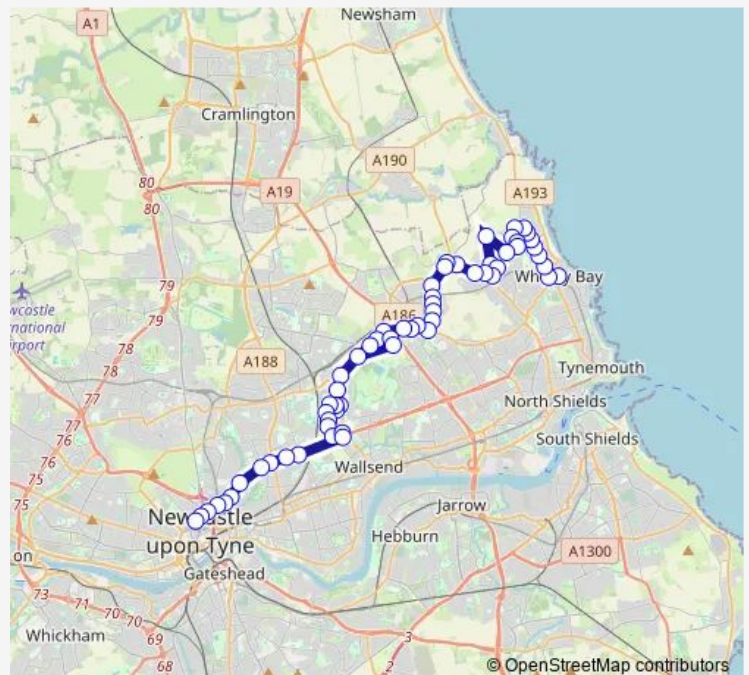 A1
Newsham
Cramlington
A190
80
80
A19
A193
79
79
A186
Bay
78
78
A188
77
77
76
76
75
75
Tynemouth
North Shields
South Shields
Wallsend
Jarrow
upon Tyne
Hebburn
A1300
Gateshead
on
73
71
70
70
69
68
Whickham
3
2
© OpenStreetMap contributors